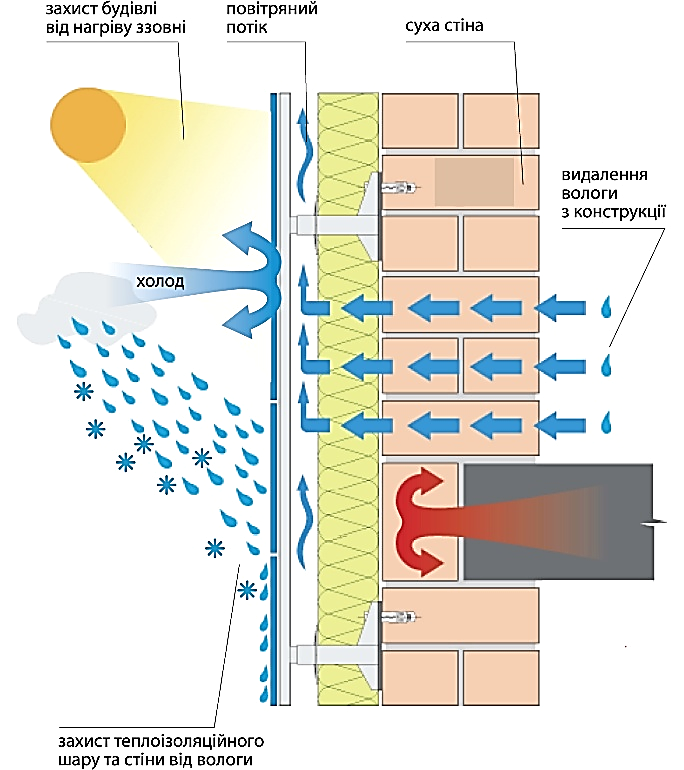 захист будівлі
від нагріву ззовні
повітряний
потік
суха стіна
видалення
вологи
з конструкції
холод
захист теплоізоляційного
шару та стіни від вологи